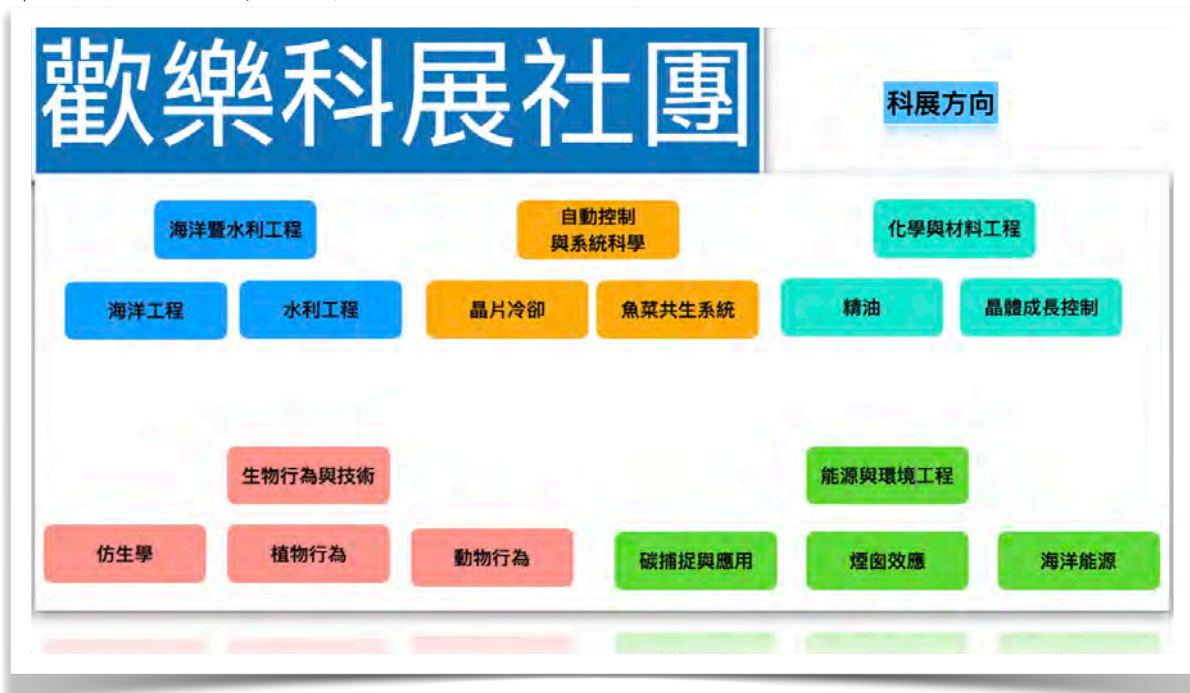 歡樂科展社團
科展方向
海洋暨水利工程
自動控制
與系統科學
化學與材料工程
海洋工程
水利工程
晶片冷卻
魚菜共生系統
精油
晶體成長控制
生物行為與技術
能源與環境工程
仿生學
植物行為
動物行為
碳捕捉與應用
煙囪效應
海洋能源